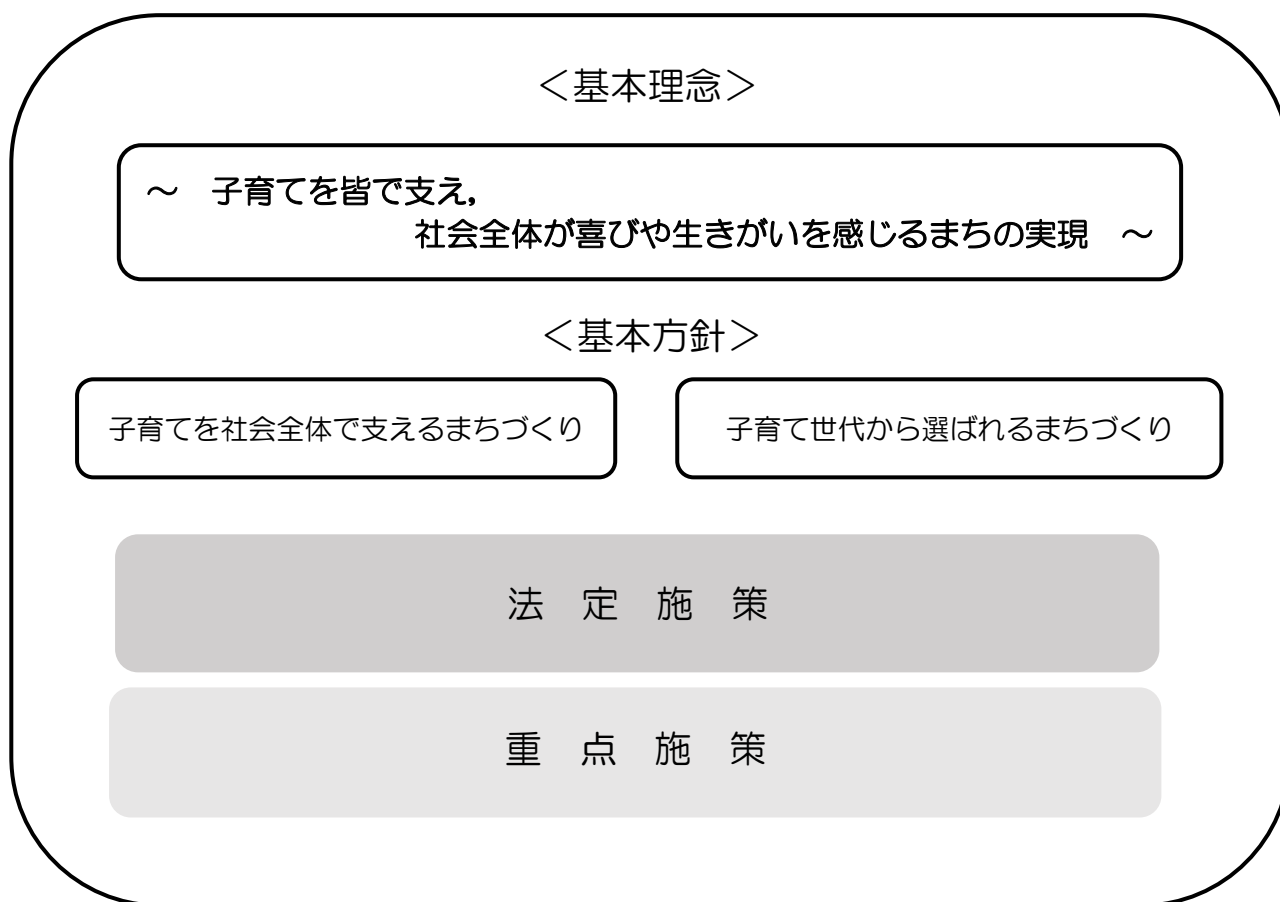 ＜基本理念＞
～　子育てを皆で支え,
社会全体が喜びや生きがいを感じるまちの実現　～
＜基本方針＞
子育てを社会全体で支えるまちづくり
子育て世代から選ばれるまちづくり
法　定　施　策
重　点　施　策